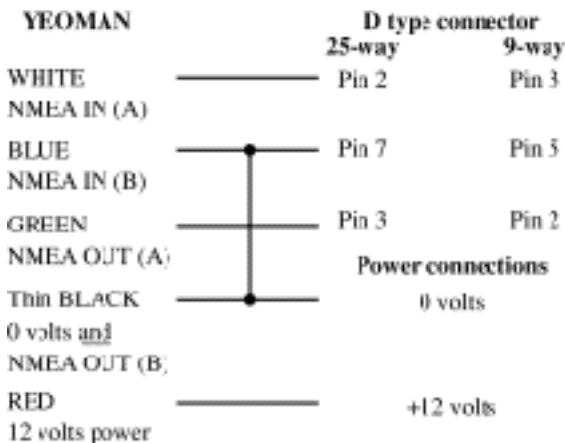 YEOMAN D type connector
25-way 9-way
WHITE Pin 2 Pin 3
NMEA IN (A)
BLUE Pin 7 Pin 5
NMEA IN (B)
GREEN Pin 3 Pin 2
NMEA OUT (A)
Power connections
Thin BLACK 0 volts
0 volts and
NMEA OUT (B)
RED +12 volts
12 volts power